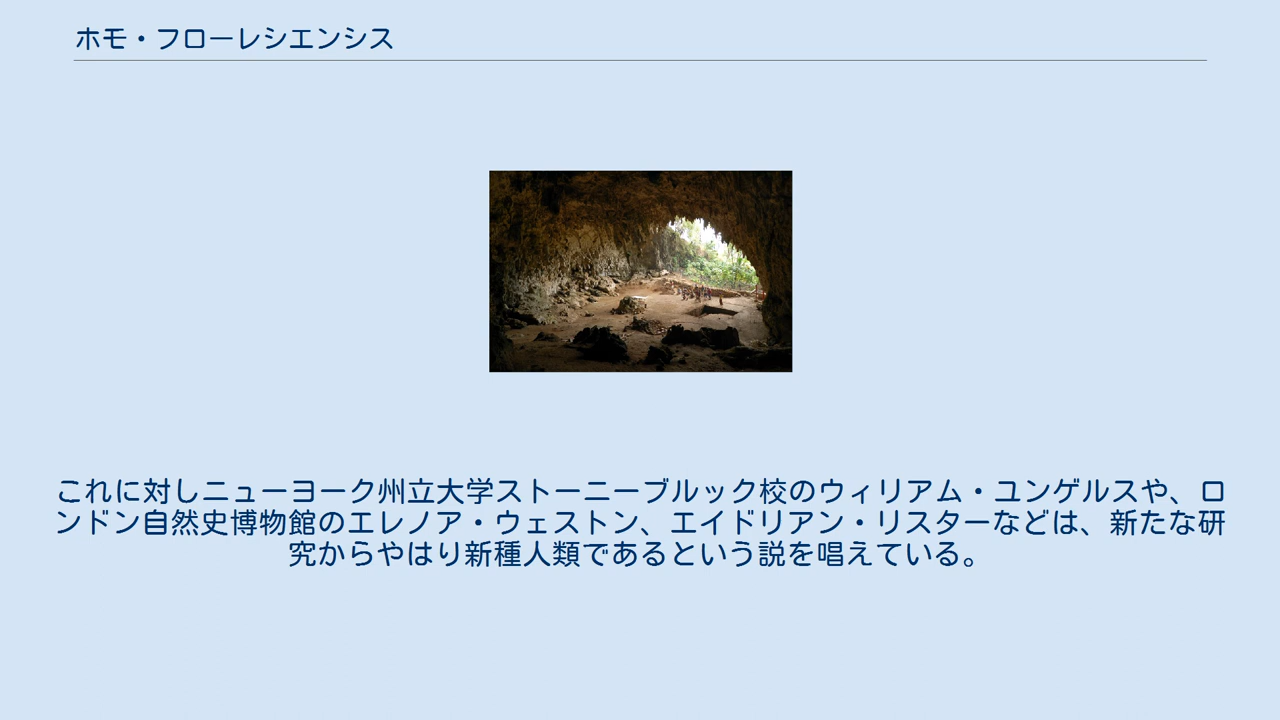 ホモ・フローレシエンシス
これに対しニューヨーク州立大学ストーニーブルック校のウィリアム・ユンゲルスや、ロ
ンドン自然史博物館のエレノア・ウェストン、エイドリアン・リスターなどは、新たな研
究からやはり新種人類であるという説を唱えている。